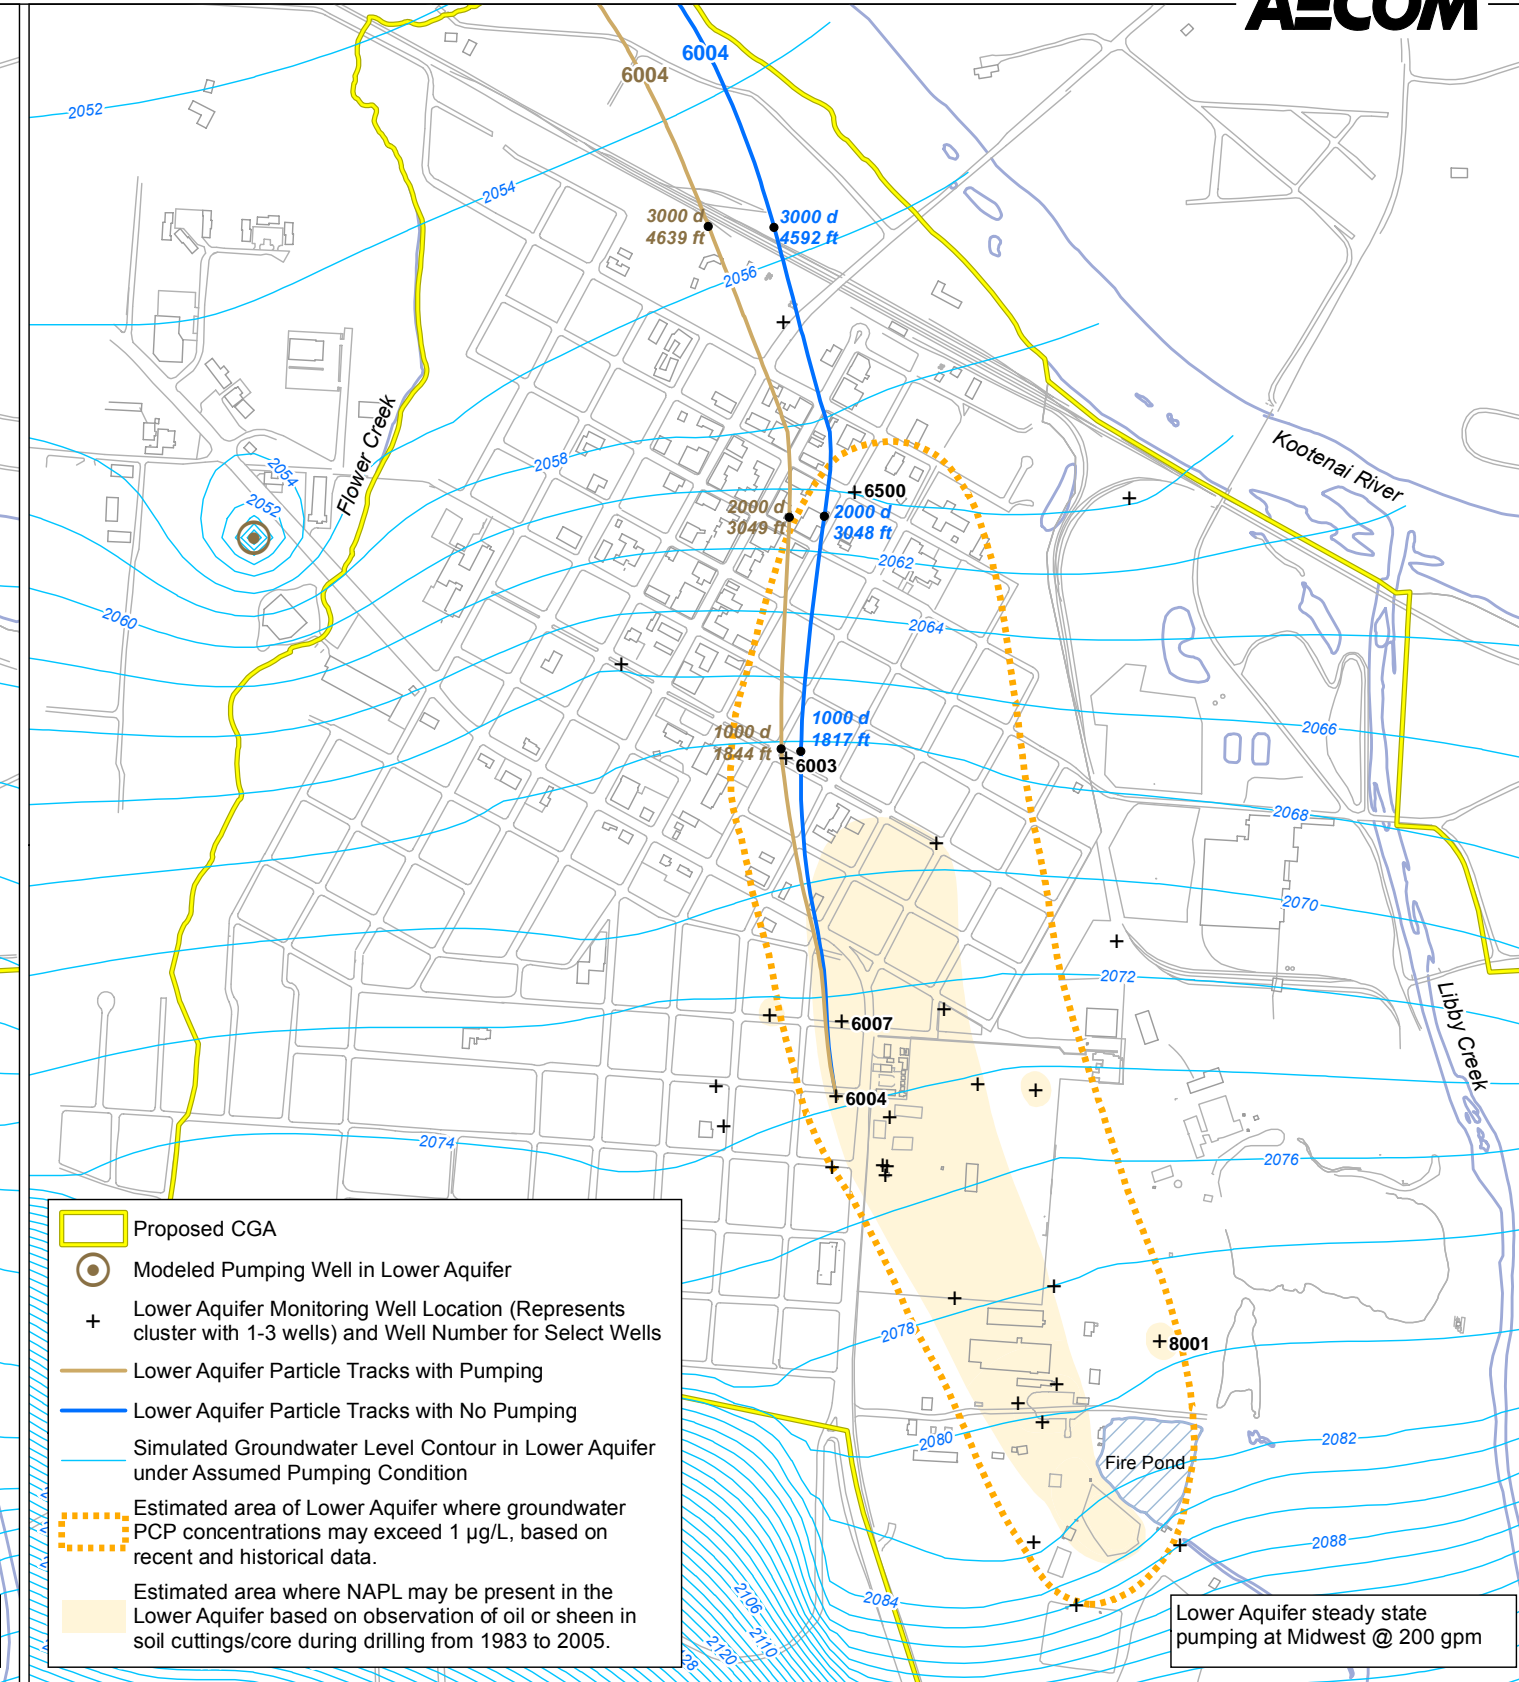 AECOM
6004
6004
2052
2054
3000 d
4639 ft
3000 d
4592 ft
2056
Flower Creek
Kootenai River
2058
2054
2052
6500
2000 d
3049 ft
2000 d
3048 ft
2062
2060
2064
2066
1000 d
1844 ft
1000 d
1817 ft
6003
2068
2070
2072
Libby Creek
6007
6004
2074
2076
2078
8001
2080
2082
Fire Pond
2088
2084
2106
2110
2120
28
Proposed CGA
Modeled Pumping Well in Lower Aquifer
Lower Aquifer Monitoring Well Location (Represents
cluster with 1-3 wells) and Well Number for Select Wells
Lower Aquifer Particle Tracks with Pumping
Lower Aquifer Particle Tracks with No Pumping
Simulated Groundwater Level Contour in Lower Aquifer
under Assumed Pumping Condition
Estimated area of Lower Aquifer where groundwater
PCP concentrations may exceed 1 µg/L, based on
recent and historical data.
Estimated area where NAPL may be present in the
Lower Aquifer based on observation of oil or sheen in
soil cuttings/core during drilling from 1983 to 2005.
Lower Aquifer steady state
pumping at Midwest @ 200 gpm